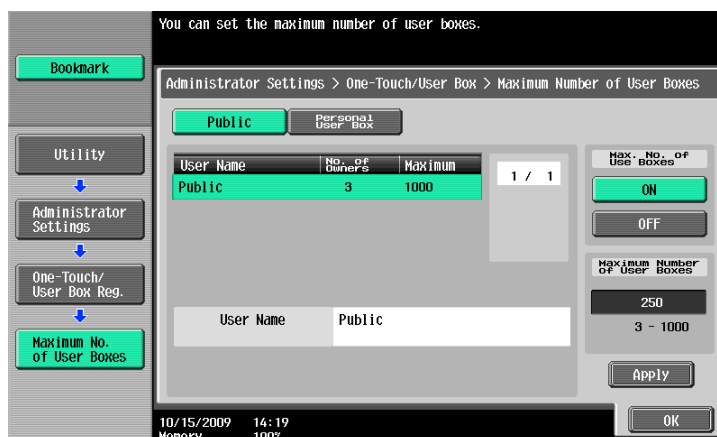 You can set the maximum number of user boxes.
Bookmark
Administrator Settings > One-Touch/User Box > Maximum Number of User Boxes
Public
Personal
User Box
Utility
Administrator
Settings
One-Touch/
User Box Reg.
Maximum No.
of User Boxes
User Name
No. of
Owners
Maximum
Public
3
1000
1 / 1
User Name
Public
Max. No. of
Use Boxes
ON
OFF
Maximum Number
of User Boxes
250
3 - 1000
Apply
OK
10/15/2009 14:19
Memory 100%